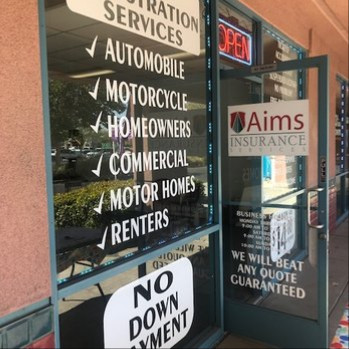 SERVICES
✓ AUTOMOBILE
✓ MOTORCYCLE
✓ HOMEOWNERS
✓ COMMERCIAL
✓ MOTOR HOMES
✓ RENTERS
NO
DOWN
OPEN
Aims
INSURANCE
SERVICES
WE WILL BEAT
ANY QUOTE
GUARANTEED